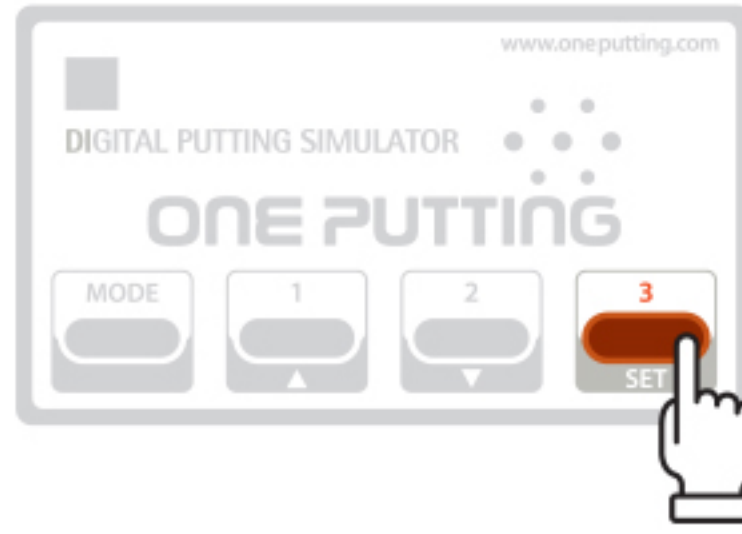 www.oneputting.com
DIGITAL PUTTING SIMULATOR
ONE PUTTING
MODE 1 2 3
▲ ▼ SET